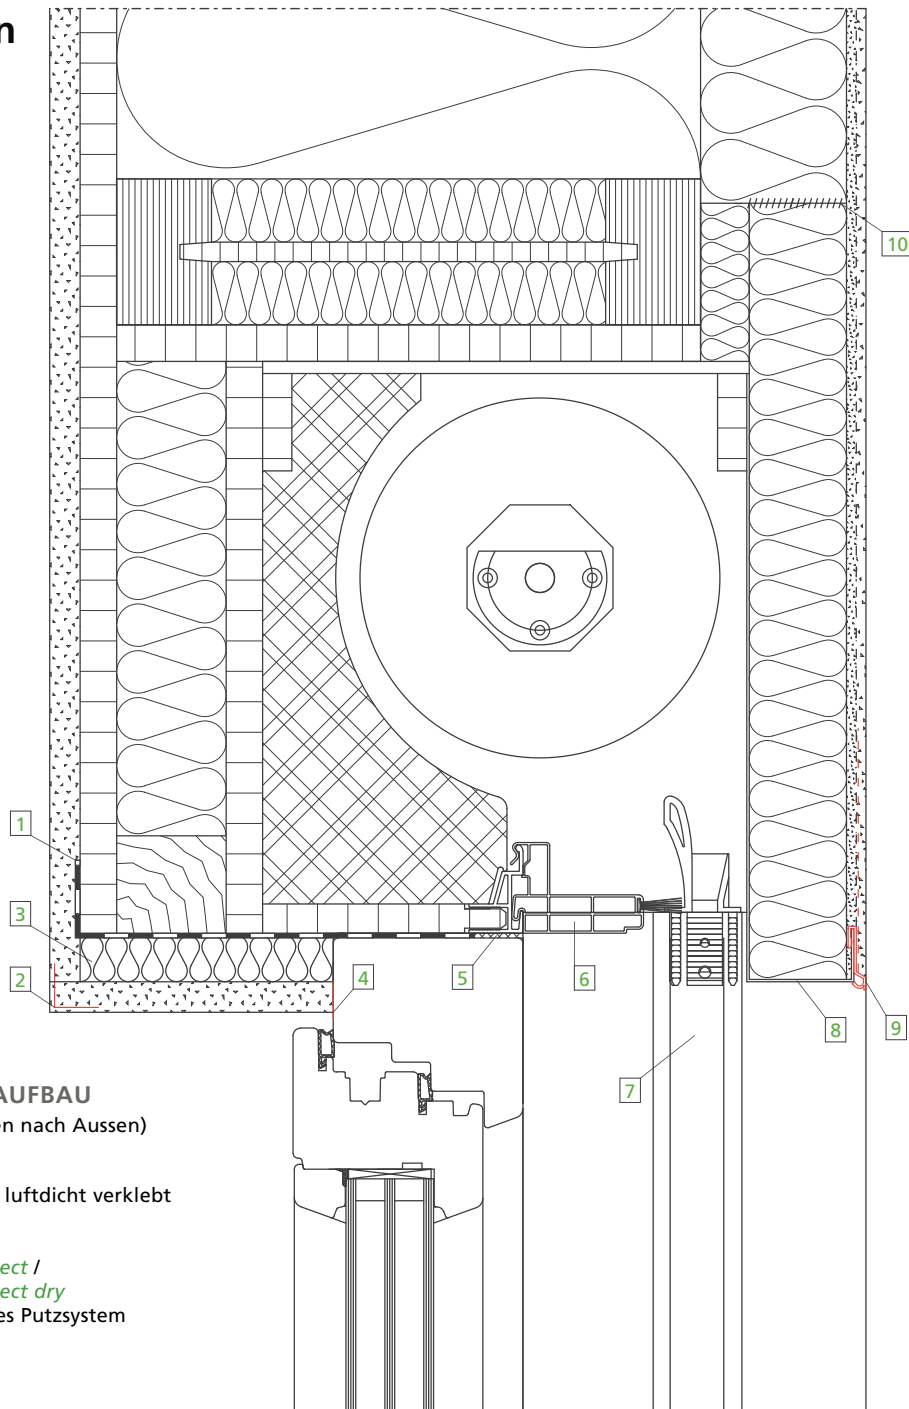 n
10
1
3
2
4
5
6
8
9
7
AUFBAU
en nach Aussen)
luftdicht verklebt
ect /
ect dry
es Putzsystem